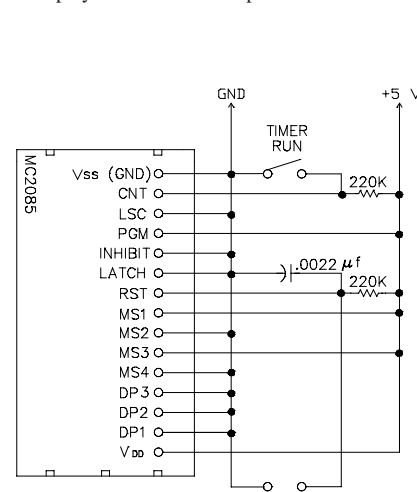 GND
+5 V
TIMER
RUN
MC2085
Vss (GND)
CNT
220K
LSC
PGM
INHIBIT
LATCH
.0022 µf
RST
220K
MS1
MS2
MS3
MS4
DP3
DP2
DP1
VDD